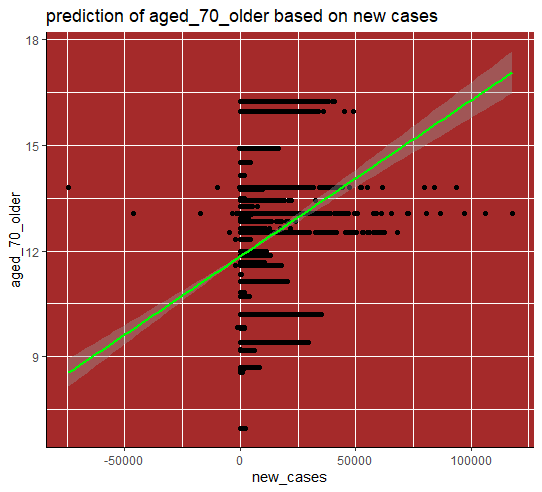 prediction of aged_70_older based on new cases
18
15
12
9
aged_70_older
-50000 0 50000 100000
new_cases